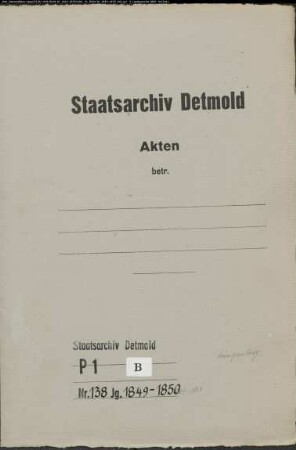 Staatsarchiv Detmold
Akten
betr.
Staatsarchiv Detmold
P 1 B
Nr. 138 Jg. 1849-1850